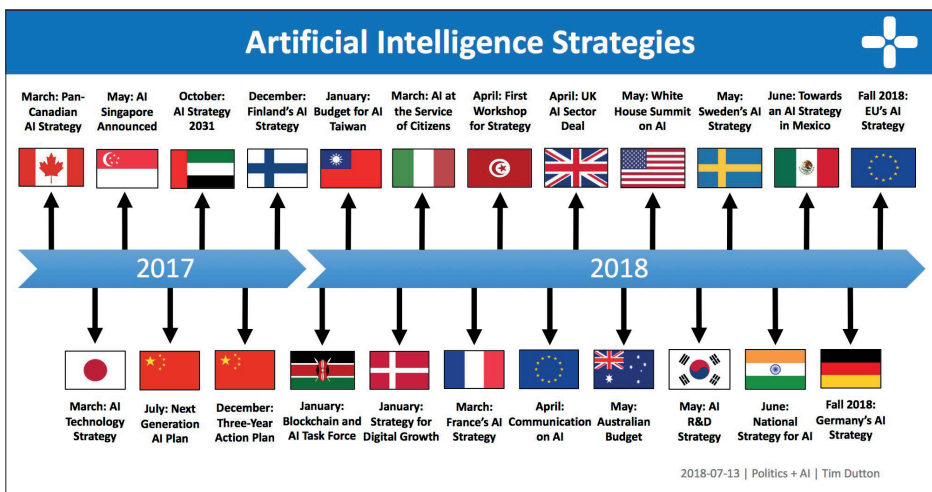 Artificial Intelligence Strategies
March: Pan-
Canadian
AI Strategy
May: AI
Singapore
Announced
October:
AI Strategy
2031
December:
Finland's AI
Strategy
January:
Budget for AI
Taiwan
March: AI at
the Service
of Citizens
April: First
Workshop
for Strategy
April: UK
AI Sector
Deal
May: White
House Summit
on AI
May:
Sweden's AI
Strategy
June: Towards
an AI Strategy
in Mexico
Fall 2018:
EU's AI
Strategy
2017
2018
March: AI
Technology
Strategy
July: Next
Generation
AI Plan
December:
Three-Year
Action Plan
January:
Blockchain and
AI Task Force
January:
Strategy for
Digital Growth
March:
France's AI
Strategy
April:
Communication
on AI
May:
Australian
Budget
May: AI
R&D
Strategy
June:
National
Strategy for AI
Fall 2018:
Germany's AI
Strategy
2018-07-13 | Politics + AI | Tim Dutton